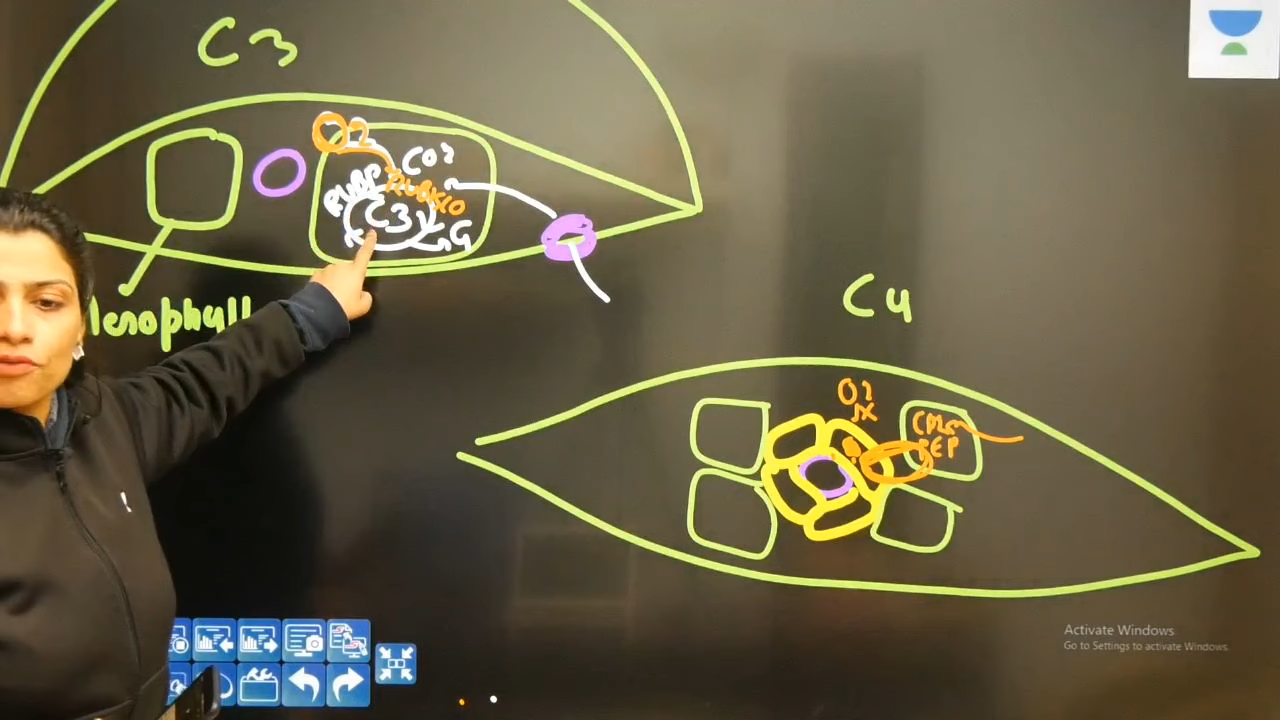 C3
O2
CO2
RUBP
RUBISCO
C3
G
Mesophyll
C4
O2
CO2
PEP
Activate Windows
Go to Settings to activate Windows.